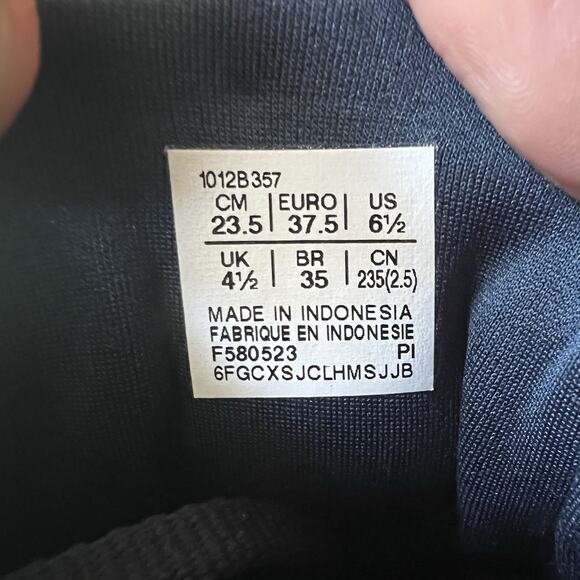 1012B357
CM | EURO | US
23.5 | 37.5 | 6½
UK | BR | CN
4½ | 35 | 235(2.5)
MADE IN INDONESIA
FABRIQUE EN INDONESIE
F580523 PI
6FGCXSJCLHMSJJB